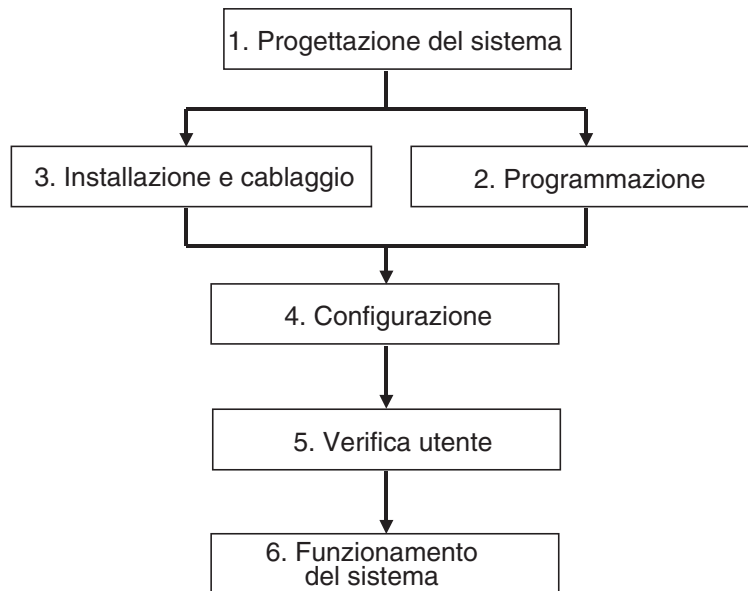 1. Progettazione del sistema
3. Installazione e cablaggio
2. Programmazione
4. Configurazione
5. Verifica utente
6. Funzionamento
del sistema